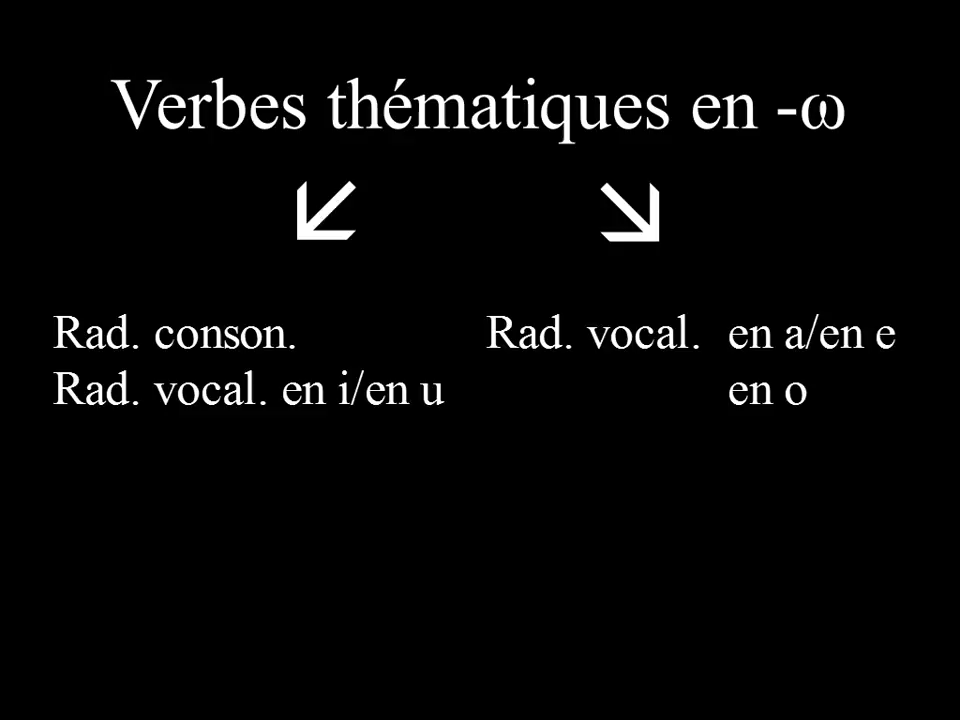 Verbes thématiques en -ω
Rad. conson.
Rad. vocal. en i/en u
Rad. vocal. en a/en e
en o